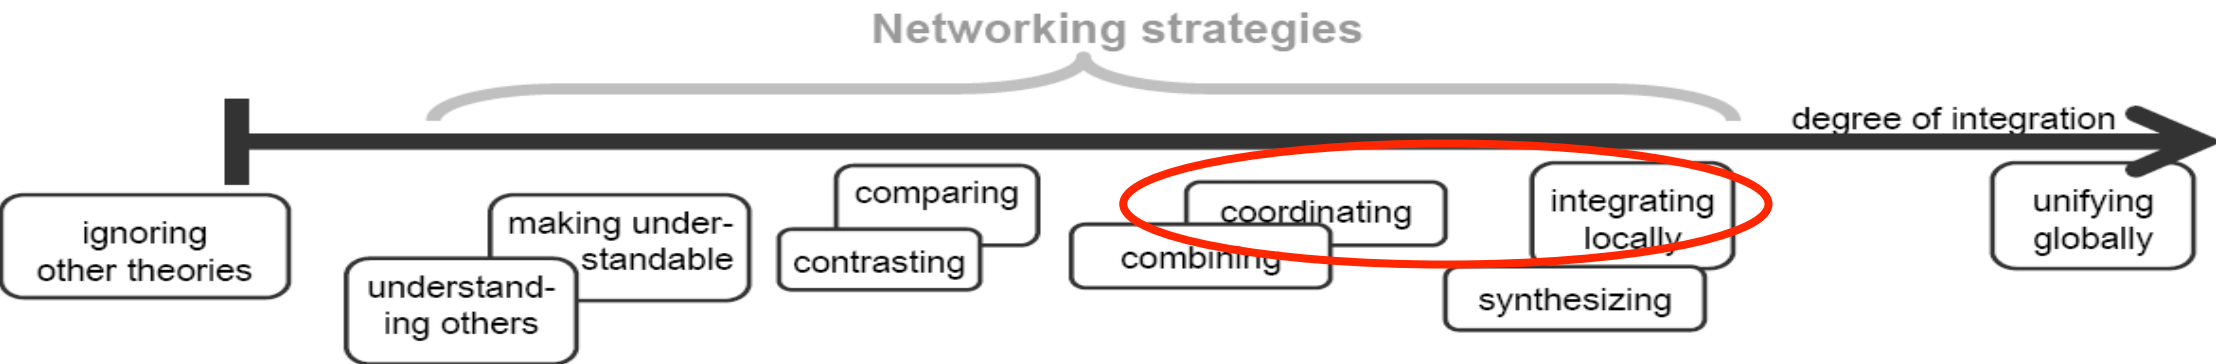 Networking strategies
degree of integration
ignoring
other theories
understand-
ing others
making under-
standable
comparing
contrasting
coordinating
combining
integrating
locally
synthesizing
unifying
globally